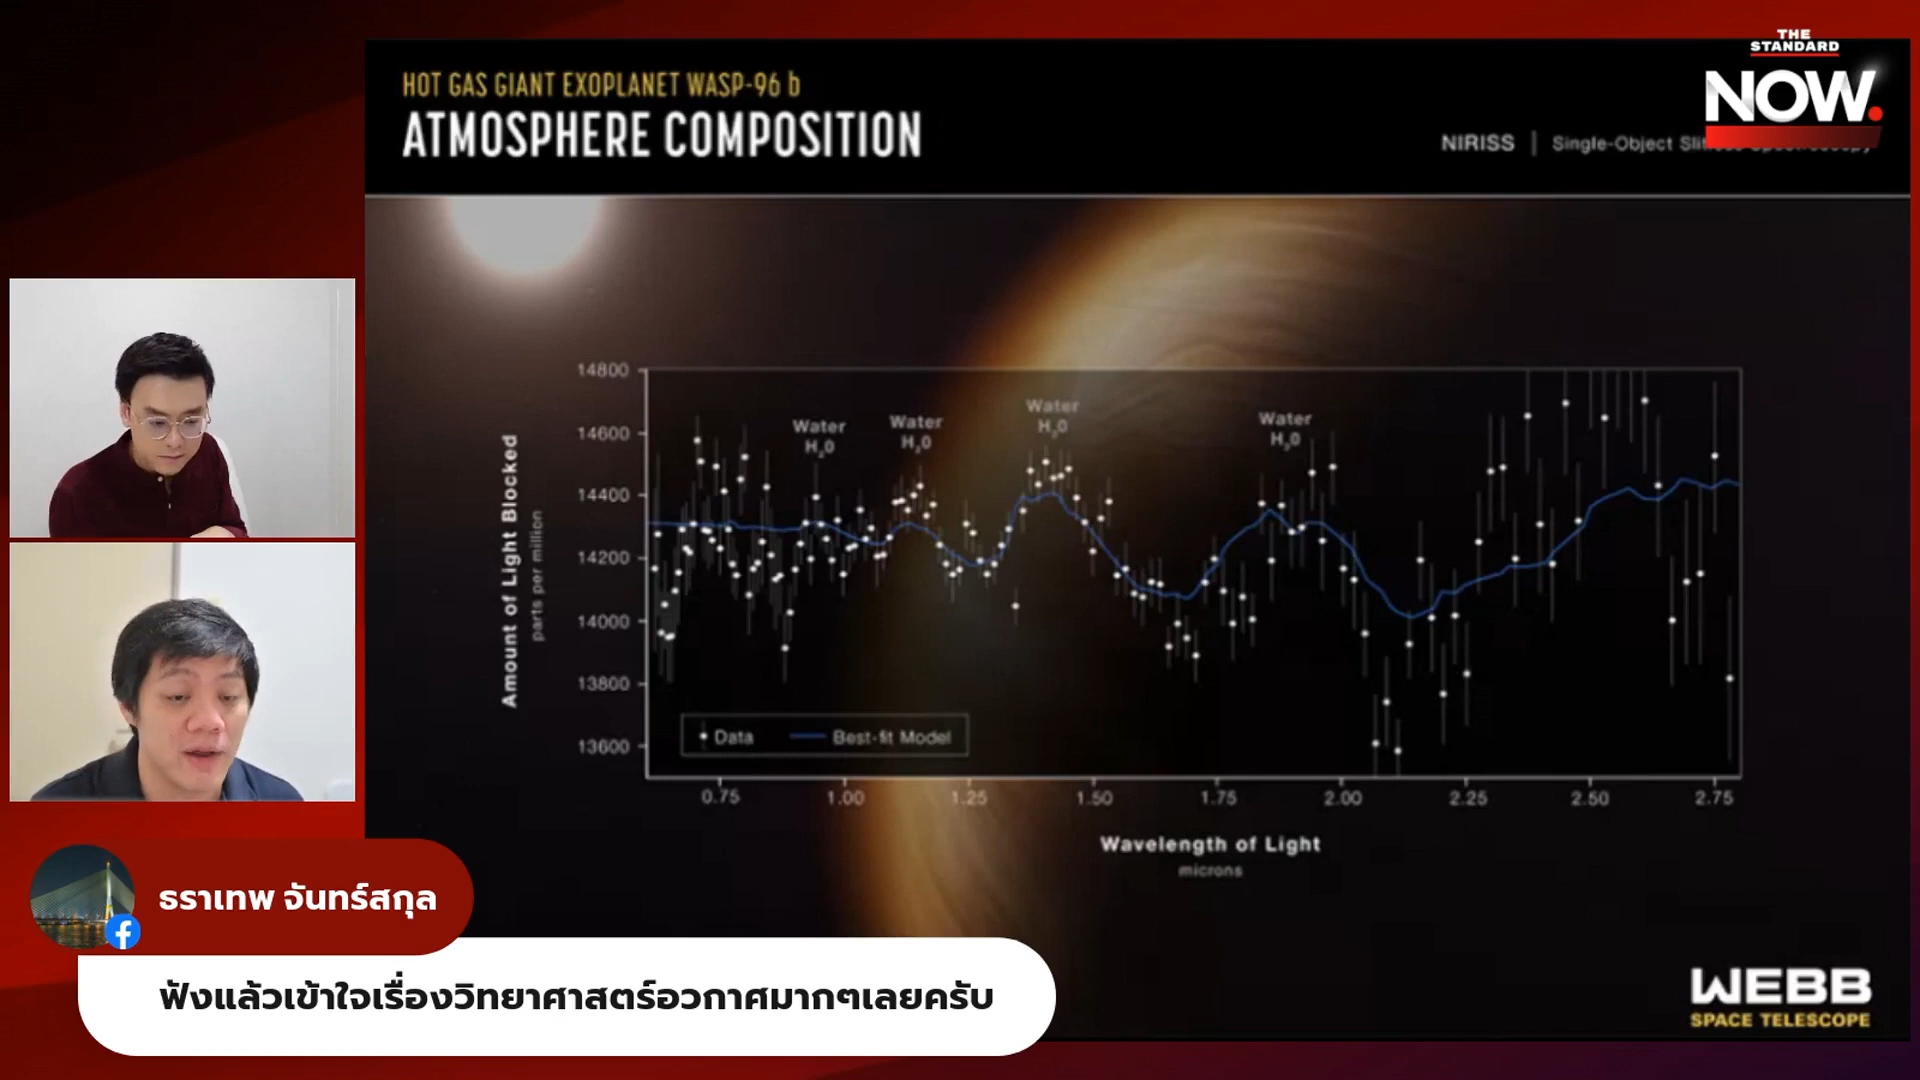 THE
STANDARD
NOW.
HOT GAS GIANT EXOPLANET WASP-96 b
ATMOSPHERE COMPOSITION
NIRISS | Single-Object
14800
14600
14400
14200
14000
13800
13600
Amount of Light Blocked
parts per million
Water
H₂O
Water
H₂O
Water
H₂O
Water
H₂O
Data
Best-fit Model
0.75 1.00 1.25 1.50 1.75 2.00 2.25 2.50 2.75
Wavelength of Light
microns
ธราเทพ จันทร์สกุล
ฟังแล้วเข้าใจเรื่องวิทยาศาสตร์อวกาศมากๆเลยครับ
WEBB
SPACE TELESCOPE